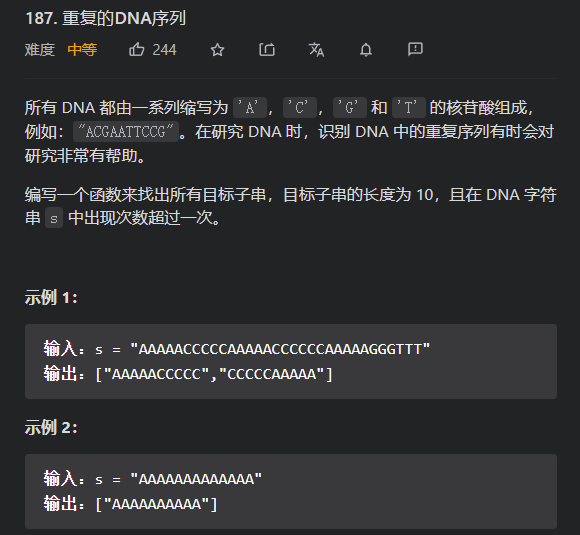 187. 重复的DNA序列
难度 中等 244
所有 DNA 都由一系列缩写为 'A'，'C'，'G' 和 'T' 的核苷酸组成，
例如："ACGAATTCCG"。在研究 DNA 时，识别 DNA 中的重复序列有时会对
研究非常有帮助。
编写一个函数来找出所有目标子串，目标子串的长度为 10，且在 DNA 字符
串 s 中出现次数超过一次。
示例 1：
输入：s = "AAAAACCCCCAAAAACCCCCCAAAAAGGGTTT"
输出：["AAAAACCCCC","CCCCCAAAAA"]
示例 2：
输入：s = "AAAAAAAAAAAAA"
输出：["AAAAAAAAAA"]